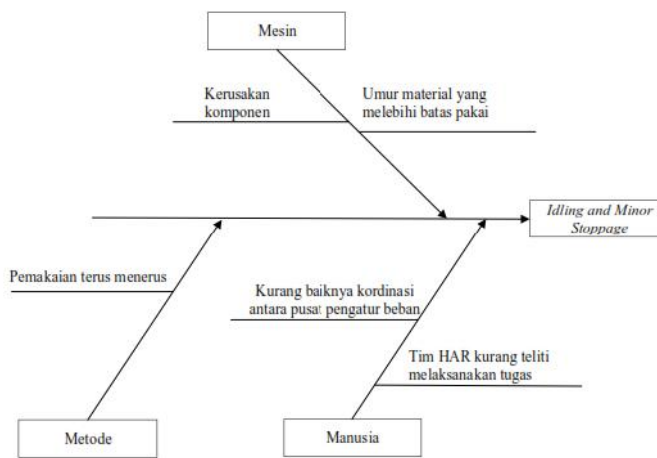 Mesin
Kerusakan
komponen
Umur material yang
melebihi batas pakai
Idling and Minor
Stoppage
Pemakaian terus menerus
Kurang baiknya kordinasi
antara pusat pengatur beban
Tim HAR kurang teliti
melaksanakan tugas
Metode
Manusia